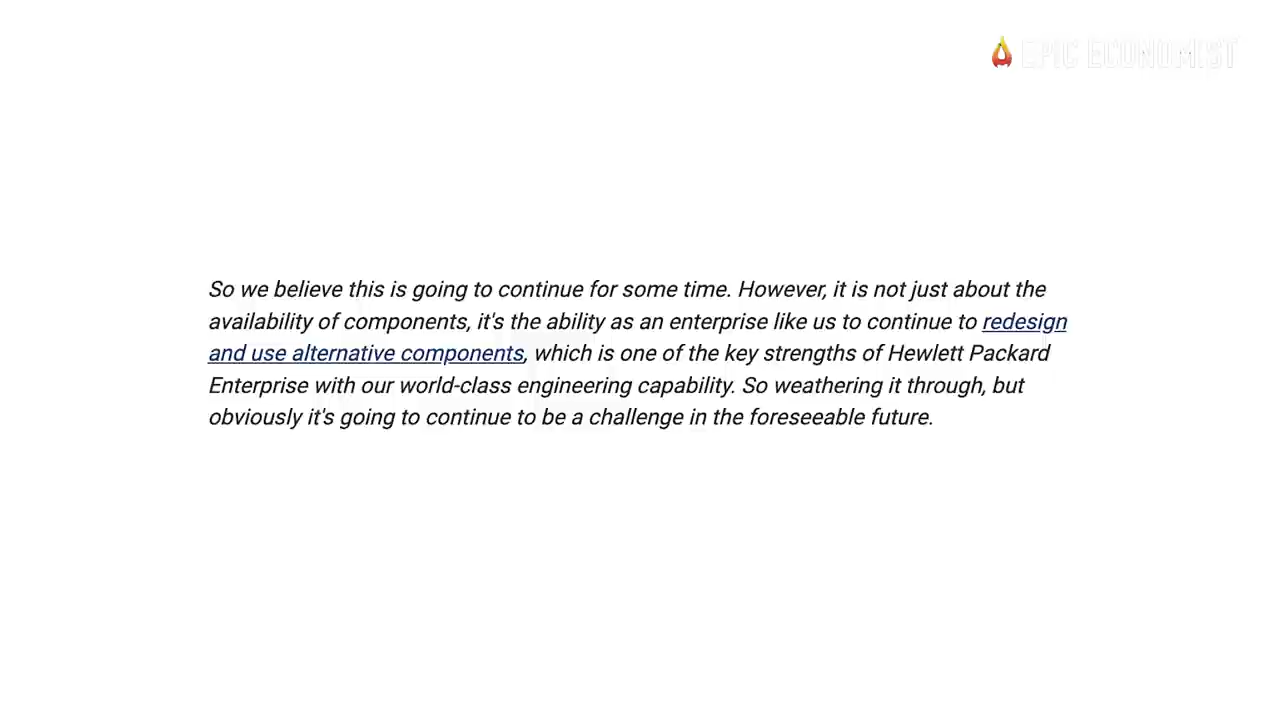 EPIC ECONOMIST
So we believe this is going to continue for some time. However, it is not just about the
availability of components, it's the ability as an enterprise like us to continue to redesign
and use alternative components, which is one of the key strengths of Hewlett Packard
Enterprise with our world-class engineering capability. So weathering it through, but
obviously it's going to continue to be a challenge in the foreseeable future.